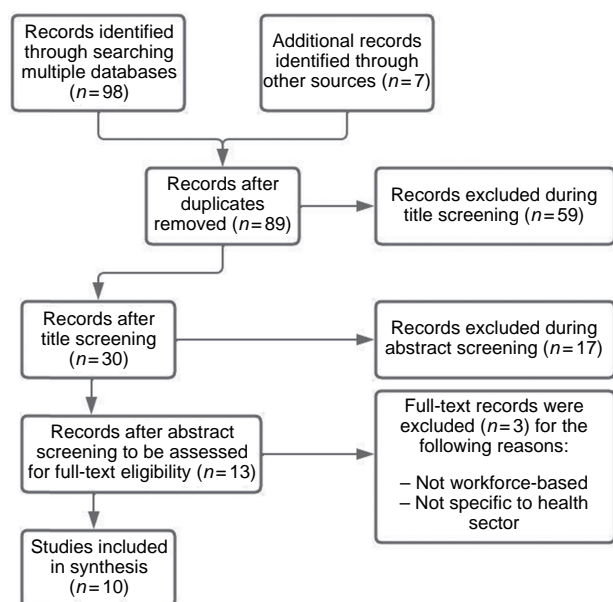 Records identified
through searching
multiple databases
(n=98)
Additional records
identified through
other sources (n=7)
Records after
duplicates
removed (n=89)
Records excluded during
title screening (n=59)
Records after
title screening
(n=30)
Records excluded during
abstract screening (n=17)
Records after abstract
screening to be assessed
for full-text eligibility (n=13)
Full-text records were
excluded (n=3) for the
following reasons:
– Not workforce-based
– Not specific to health
sector
Studies included
in synthesis
(n=10)